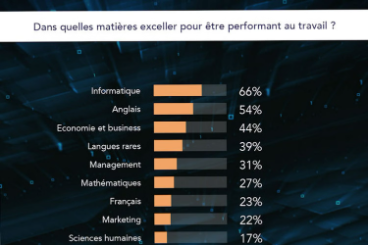 Dans quelles matières exceller pour être performant au travail ?
Informatique 66%
Anglais 54%
Economie et business 44%
Langues rares 39%
Management 31%
Mathématiques 27%
Français 23%
Marketing 22%
Sciences humaines 17%